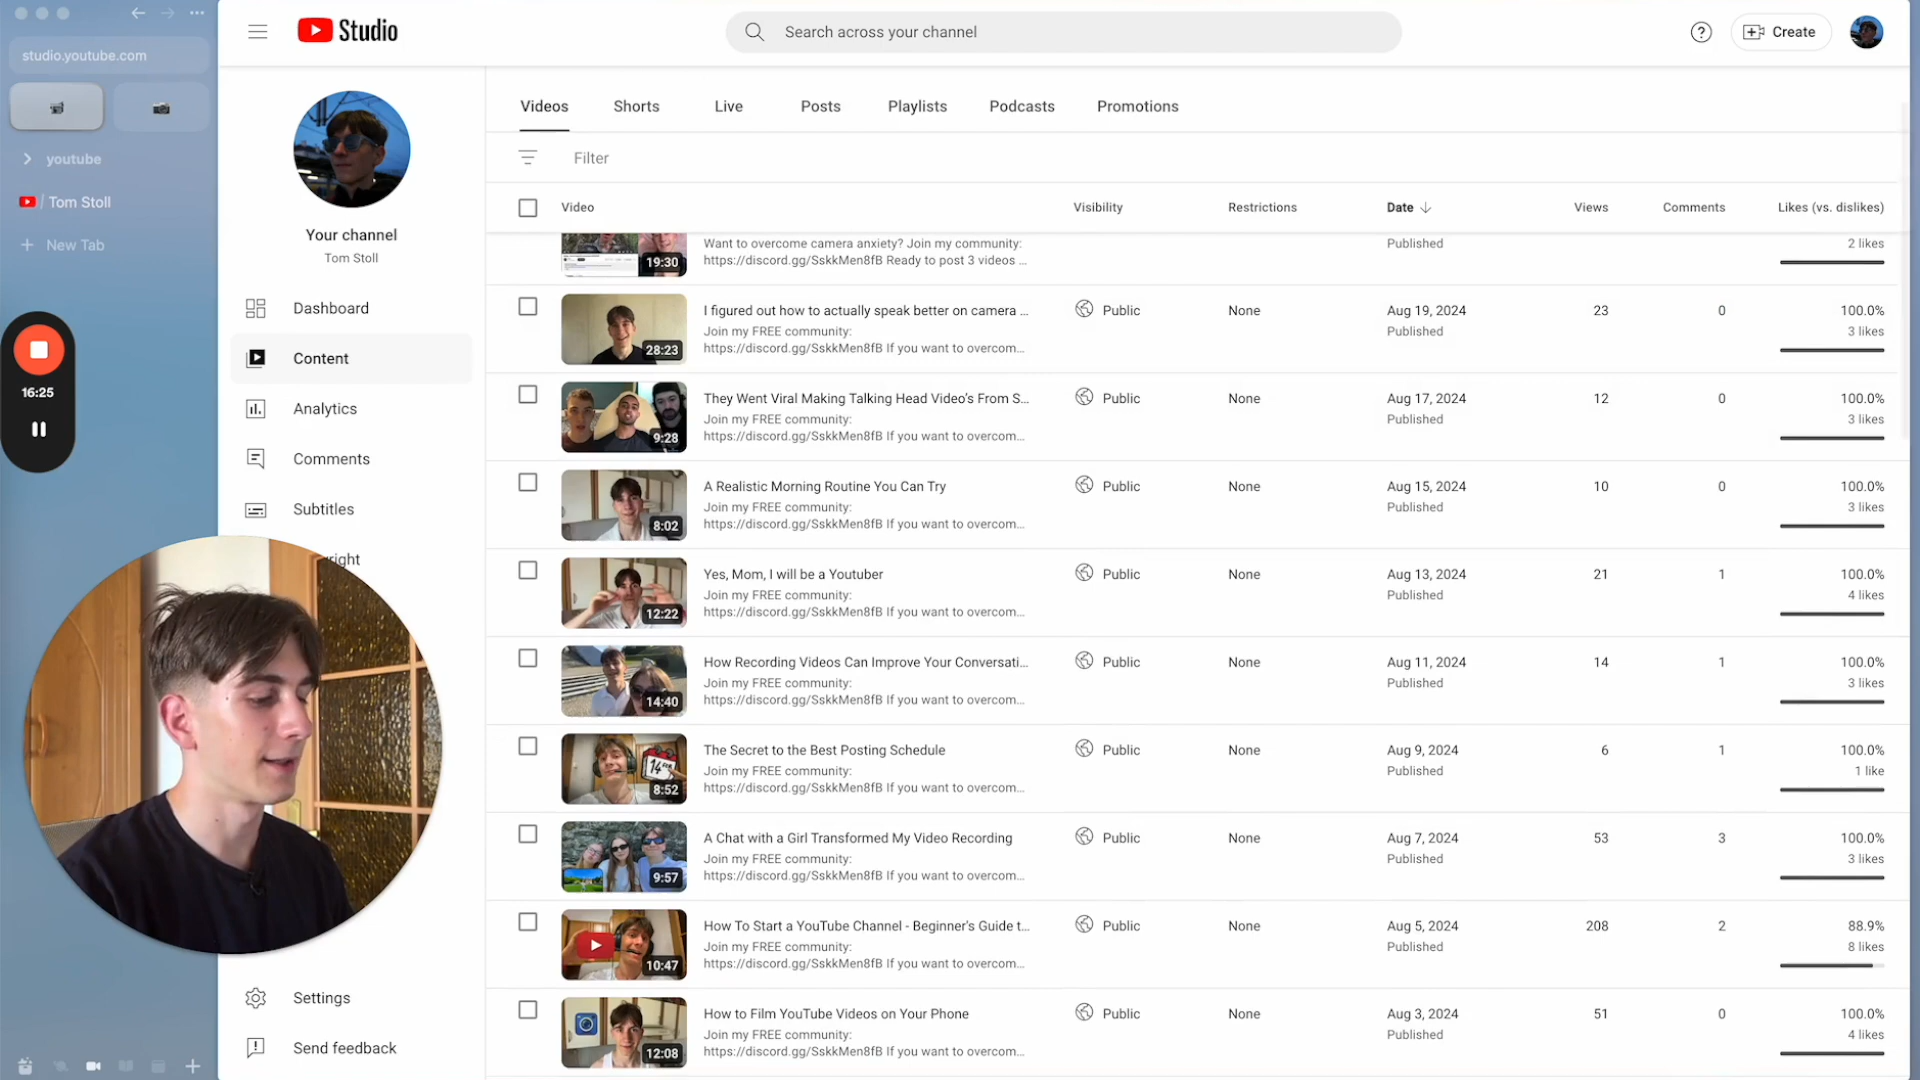 studio.youtube.com
youtube
/ Tom Stoll
+ New Tab
16:25
Studio
Search across your channel
Create
Your channel
Tom Stoll
Dashboard
Content
Analytics
Comments
Subtitles
right
Settings
Send feedback
Videos Shorts Live Posts Playlists Podcasts Promotions
Filter
Video Visibility Restrictions Date Views Comments Likes (vs. dislikes)
19:30
Want to overcome camera anxiety? Join my community:
https://discord.gg/SskkMen8fB Ready to post 3 videos ...
Published
2 likes
28:23
I figured out how to actually speak better on camera ...
Join my FREE community:
https://discord.gg/SskkMen8fB If you want to overcom...
Public None Aug 19, 2024 23 0 100.0%
Published 3 likes
9:28
They Went Viral Making Talking Head Video's From S...
Join my FREE community:
https://discord.gg/SskkMen8fB If you want to overcom...
Public None Aug 17, 2024 12 0 100.0%
Published 3 likes
8:02
A Realistic Morning Routine You Can Try
Join my FREE community:
https://discord.gg/SskkMen8fB If you want to overcom...
Public None Aug 15, 2024 10 0 100.0%
Published 3 likes
12:22
Yes, Mom, I will be a Youtuber
Join my FREE community:
https://discord.gg/SskkMen8fB If you want to overcom...
Public None Aug 13, 2024 21 1 100.0%
Published 4 likes
14:40
How Recording Videos Can Improve Your Conversati...
Join my FREE community:
https://discord.gg/SskkMen8fB If you want to overcom...
Public None Aug 11, 2024 14 1 100.0%
Published 3 likes
14
8:52
The Secret to the Best Posting Schedule
Join my FREE community:
https://discord.gg/SskkMen8fB If you want to overcom...
Public None Aug 9, 2024 6 1 100.0%
Published 1 like
9:57
A Chat with a Girl Transformed My Video Recording
Join my FREE community:
https://discord.gg/SskkMen8fB If you want to overcom...
Public None Aug 7, 2024 53 3 100.0%
Published 3 likes
10:47
How To Start a YouTube Channel - Beginner's Guide t...
Join my FREE community:
https://discord.gg/SskkMen8fB If you want to overcom...
Public None Aug 5, 2024 208 2 88.9%
Published 8 likes
12:08
How to Film YouTube Videos on Your Phone
Join my FREE community:
https://discord.gg/SskkMen8fB If you want to overcom...
Public None Aug 3, 2024 51 0 100.0%
Published 4 likes